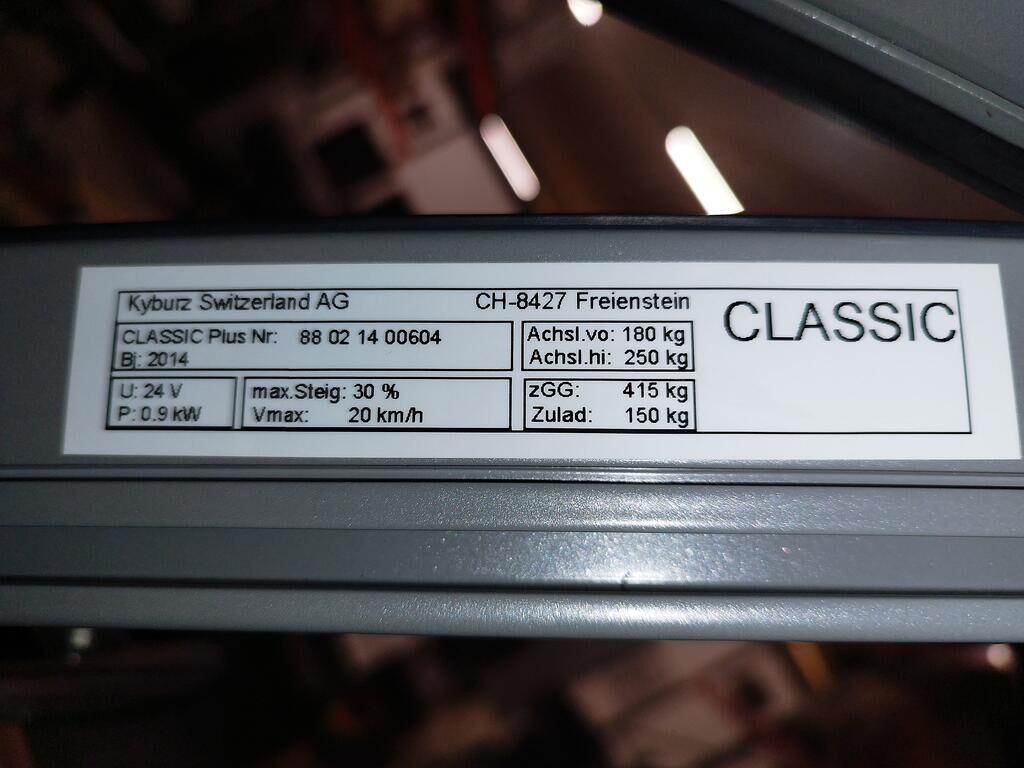 Kyburz Switzerland AG CH-8427 Freienstein
CLASSIC
CLASSIC Plus Nr: 88 02 14 00604
Bj: 2014
Achsl.vo: 180 kg
Achsl.hi: 250 kg
U: 24 V
P: 0.9 kW
max.Steig: 30 %
Vmax: 20 km/h
zGG: 415 kg
Zulad: 150 kg